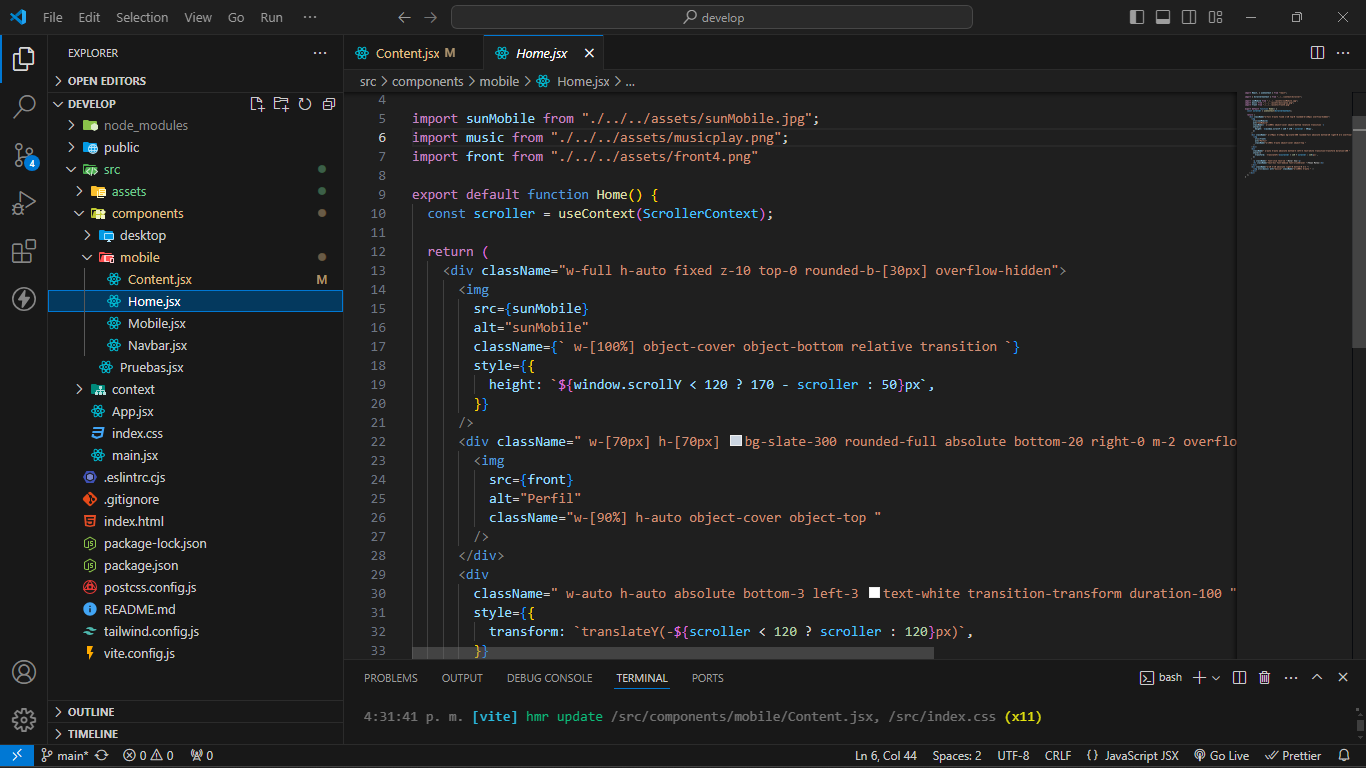 File Edit Selection View Go Run ··· develop
EXPLORER ···
OPEN EDITORS
DEVELOP
node_modules
public
src
assets
components
desktop
mobile
Content.jsx M
Home.jsx
Mobile.jsx
Navbar.jsx
Pruebas.jsx
context
App.jsx
index.css
main.jsx
.eslintrc.cjs
.gitignore
index.html
package-lock.json
package.json
postcss.config.js
README.md
tailwind.config.js
vite.config.js
OUTLINE
TIMELINE
4
Content.jsx M Home.jsx
src > components > mobile > Home.jsx > ...
4
5 import sunMobile from "./../../assets/sunMobile.jpg";
6 import music from "./../../assets/musicplay.png";
7 import front from "./../../assets/front4.png"
8
9 export default function Home() {
10 const scroller = useContext(ScrollerContext);
11
12 return (
13 <div className="w-full h-auto fixed z-10 top-0 rounded-b-[30px] overflow-hidden">
14 <img
15 src={sunMobile}
16 alt="sunMobile"
17 className={` w-[100%] object-cover object-bottom relative transition `}
18 style={{
19 height: `${window.scrollY < 120 ? 170 - scroller : 50}px`,
20 }}
21 />
22 <div className=" w-[70px] h-[70px] bg-slate-300 rounded-full absolute bottom-20 right-0 m-2 overflo
23 <img
24 src={front}
25 alt="Perfil"
26 className="w-[90%] h-auto object-cover object-top "
27 />
28 </div>
29 <div
30 className=" w-auto h-auto absolute bottom-3 left-3 text-white transition-transform duration-100 "
31 style={{
32 transform: `translateY(-${scroller < 120 ? scroller : 120}px)`,
33 }}
PROBLEMS OUTPUT DEBUG CONSOLE TERMINAL PORTS bash
4:31:41 p. m. [vite] hmr update /src/components/mobile/Content.jsx, /src/index.css (x11)
main* 0 0 0 Ln 6, Col 44 Spaces: 2 UTF-8 CRLF {} JavaScript JSX Go Live Prettier